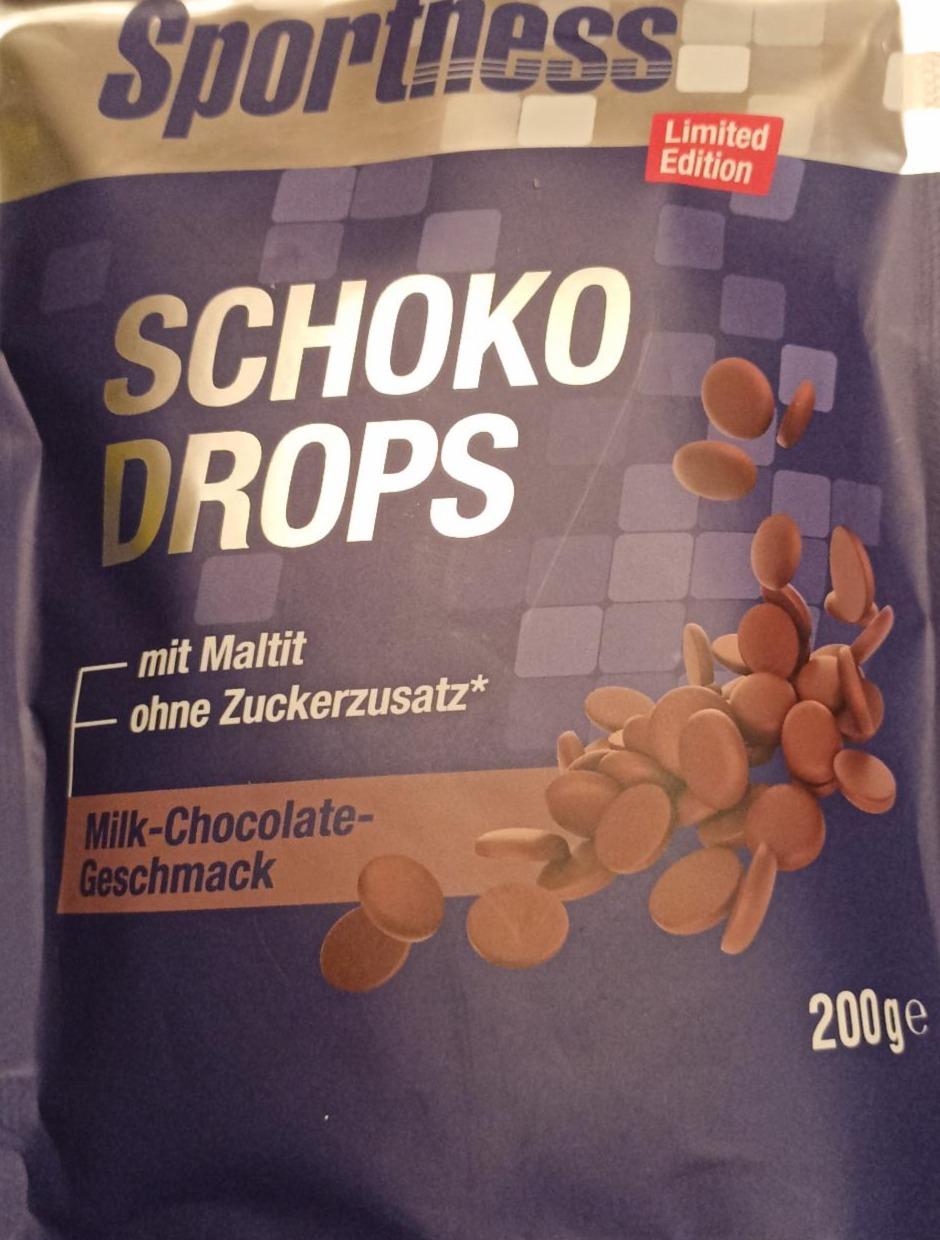 Sportness
Limited
Edition
SCHOKO
DROPS
mit Maltit
ohne Zuckerzusatz*
Milk-Chocolate-
Geschmack
200g e